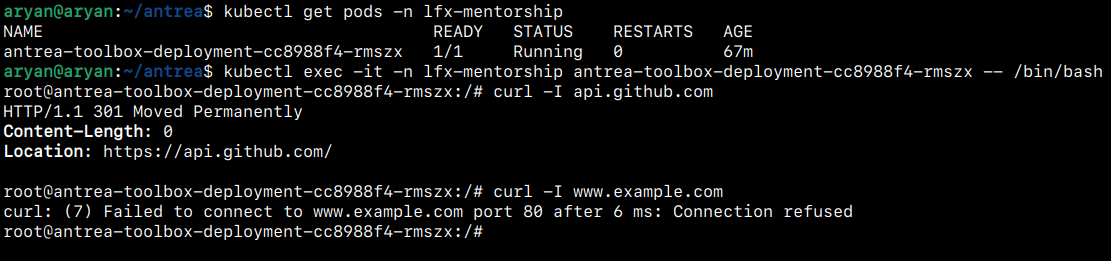 aryan@aryan:~/antrea$ kubectl get pods -n lfx-mentorship
NAME                                       READY   STATUS    RESTARTS   AGE
antrea-toolbox-deployment-cc8988f4-rmszx   1/1     Running   0          67m
aryan@aryan:~/antrea$ kubectl exec -it -n lfx-mentorship antrea-toolbox-deployment-cc8988f4-rmszx -- /bin/bash
root@antrea-toolbox-deployment-cc8988f4-rmszx:/# curl -I api.github.com
HTTP/1.1 301 Moved Permanently
Content-Length: 0
Location: https://api.github.com/
root@antrea-toolbox-deployment-cc8988f4-rmszx:/# curl -I www.example.com
curl: (7) Failed to connect to www.example.com port 80 after 6 ms: Connection refused
root@antrea-toolbox-deployment-cc8988f4-rmszx:/#